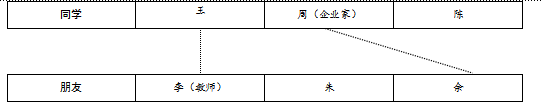 同学 王 周（企业家） 陈
朋友 李（教师） 朱 余